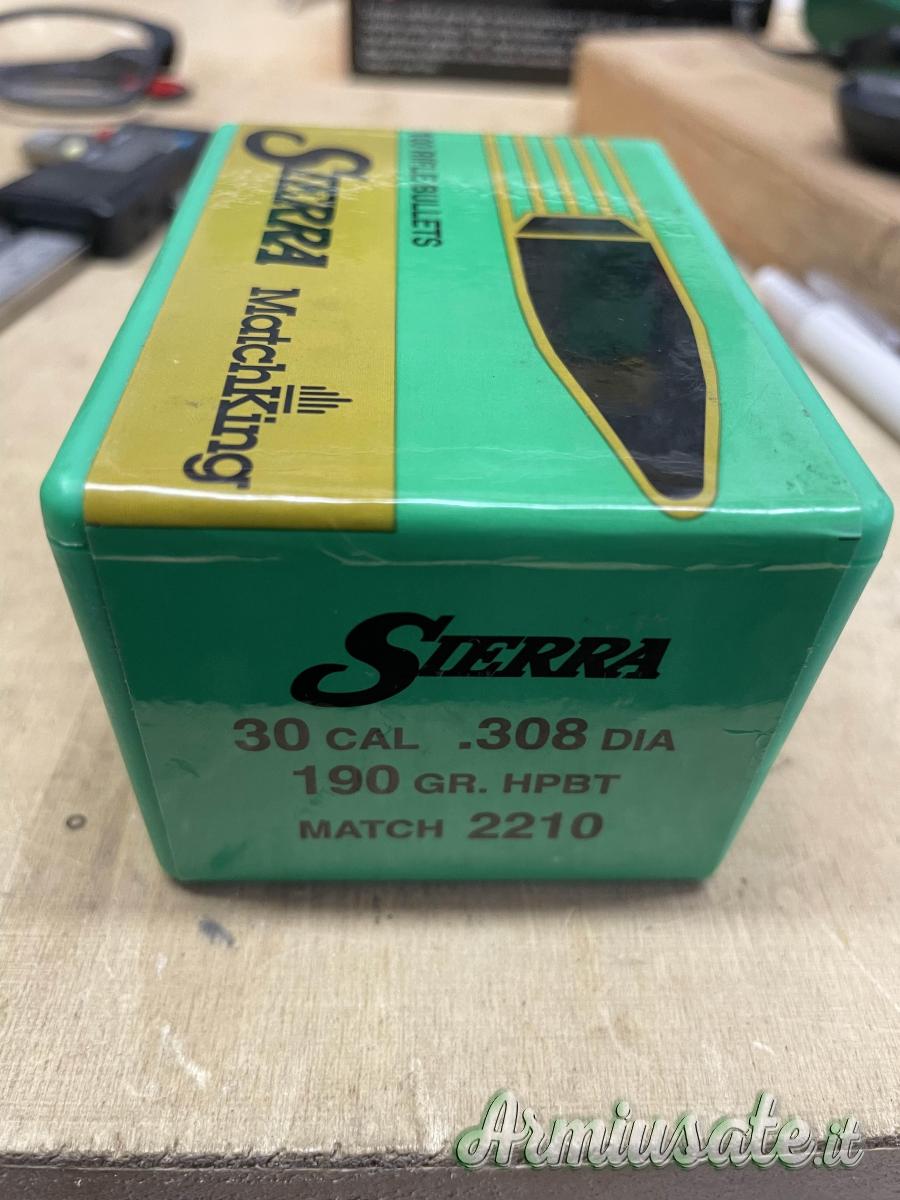 SIERRA MatchKing
100 RIFLE BULLETS
SIERRA
30 CAL .308 DIA
190 GR. HPBT
MATCH 2210
Armiusate.it